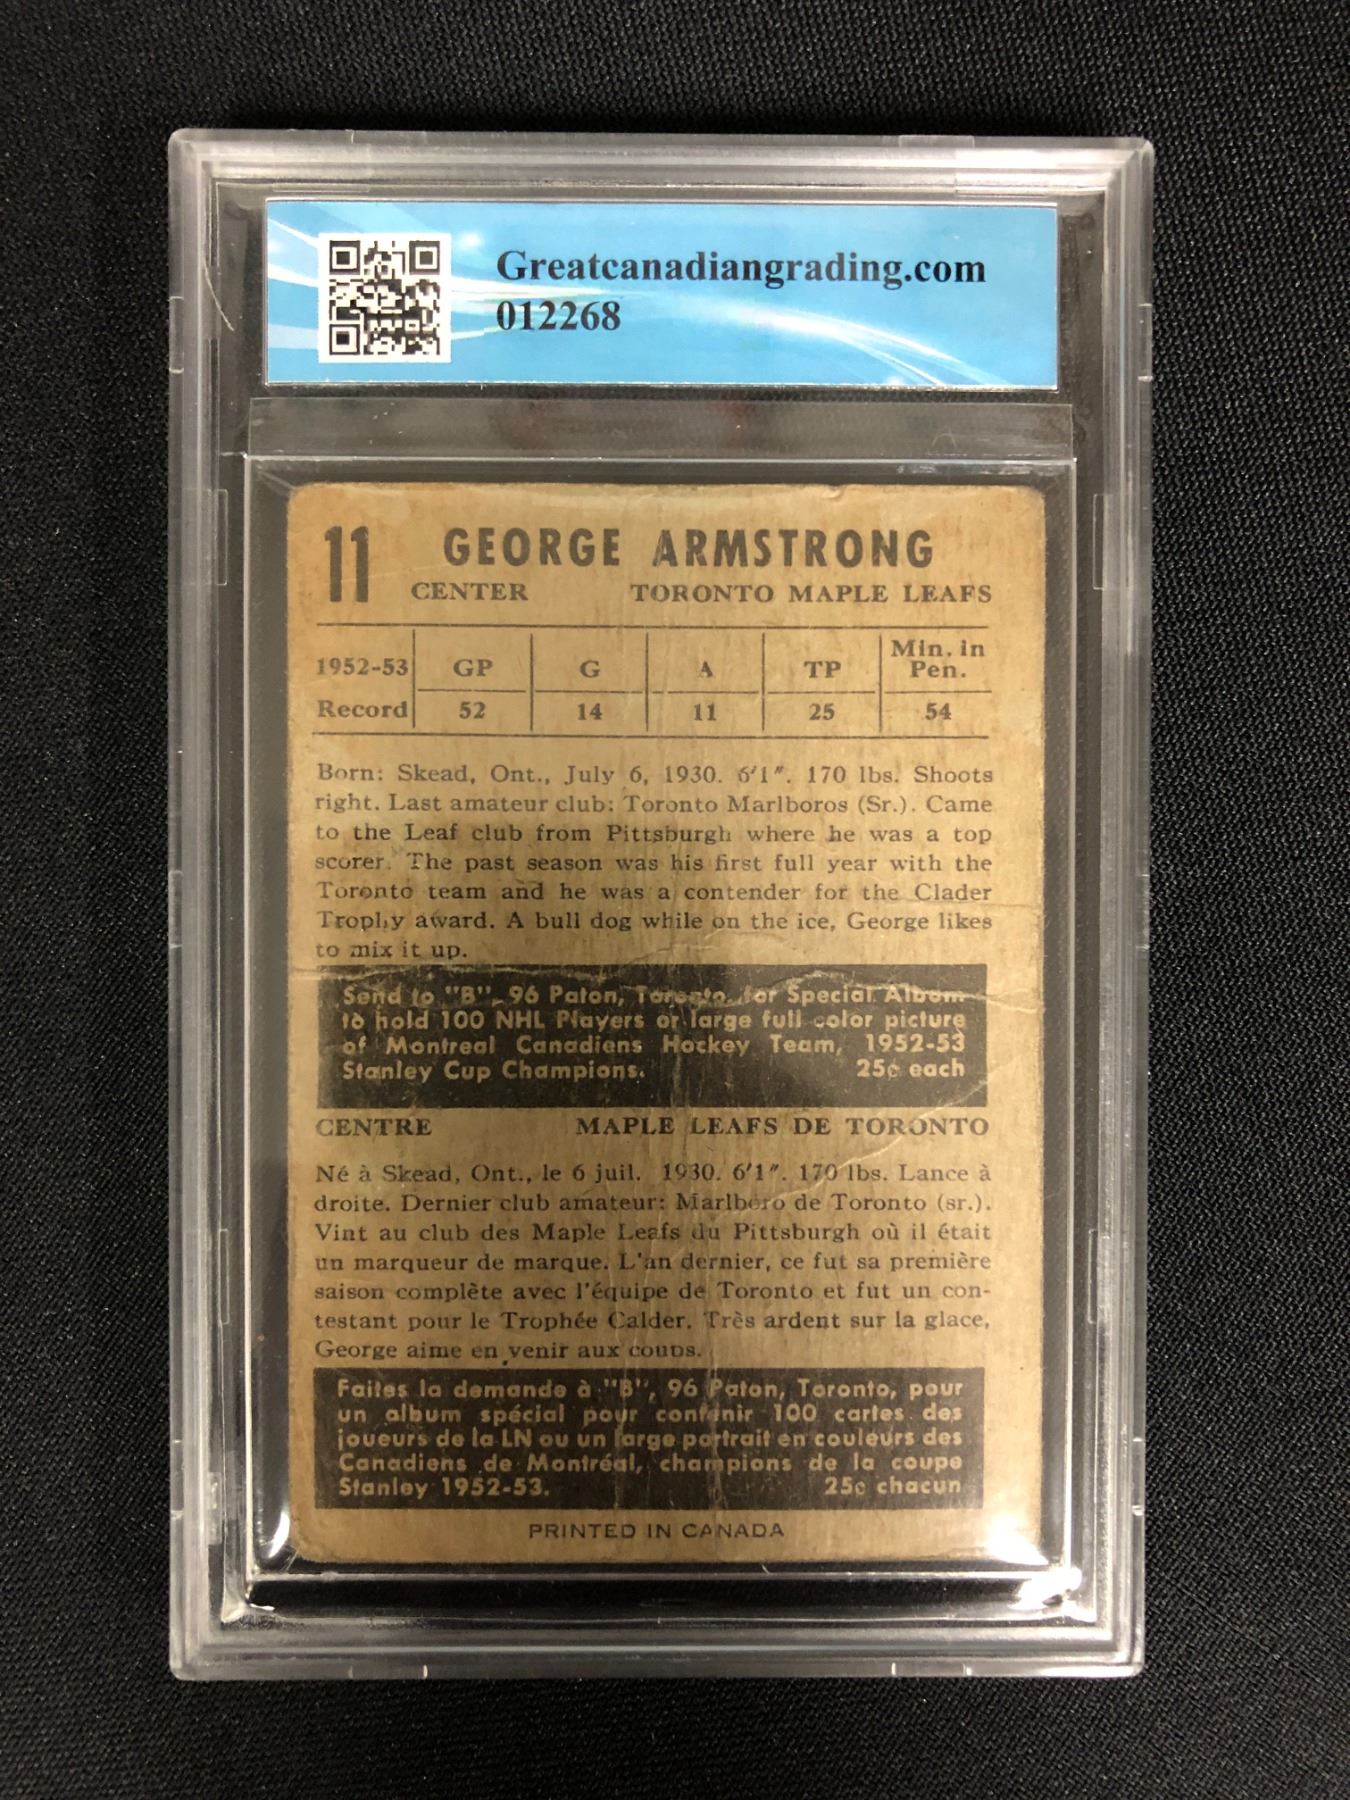 Greatcanadiangrading.com
012268
11 GEORGE ARMSTRONG
CENTER TORONTO MAPLE LEAFS
1952-53 GP G A TP Min. in Pen.
Record 52 14 11 25 54
Born: Skead, Ont., July 6, 1930. 6'1". 170 lbs. Shoots
right. Last amateur club: Toronto Marlboros (Sr.). Came
to the Leaf club from Pittsburgh where he was a top
scorer. The past season was his first full year with the
Toronto team and he was a contender for the Clader
Trophy award. A bull dog while on the ice, George likes
to mix it up.
Send to "B", 96 Paton, Toronto, for Special Album
to hold 100 NHL Players or large full color picture
of Montreal Canadiens Hockey Team, 1952-53
Stanley Cup Champions. 25¢ each
CENTRE MAPLE LEAFS DE TORONTO
Né à Skead, Ont., le 6 juil. 1930. 6'1". 170 lbs. Lance à
droite. Dernier club amateur: Marlboro de Toronto (sr.).
Vint au club des Maple Leafs du Pittsburgh où il était
un marqueur de marque. L'an dernier, ce fut sa première
saison complète avec l'équipe de Toronto et fut un con-
testant pour le Trophée Calder. Très ardent sur la glace,
George aime en venir aux coups.
Faites la demande à "B", 96 Paton, Toronto, pour
un album spécial pour contenir 100 cartes des
joueurs de la LN ou un large portrait en couleurs des
Canadiens de Montréal, champions de la coupe
Stanley 1952-53. 25¢ chacun
PRINTED IN CANADA